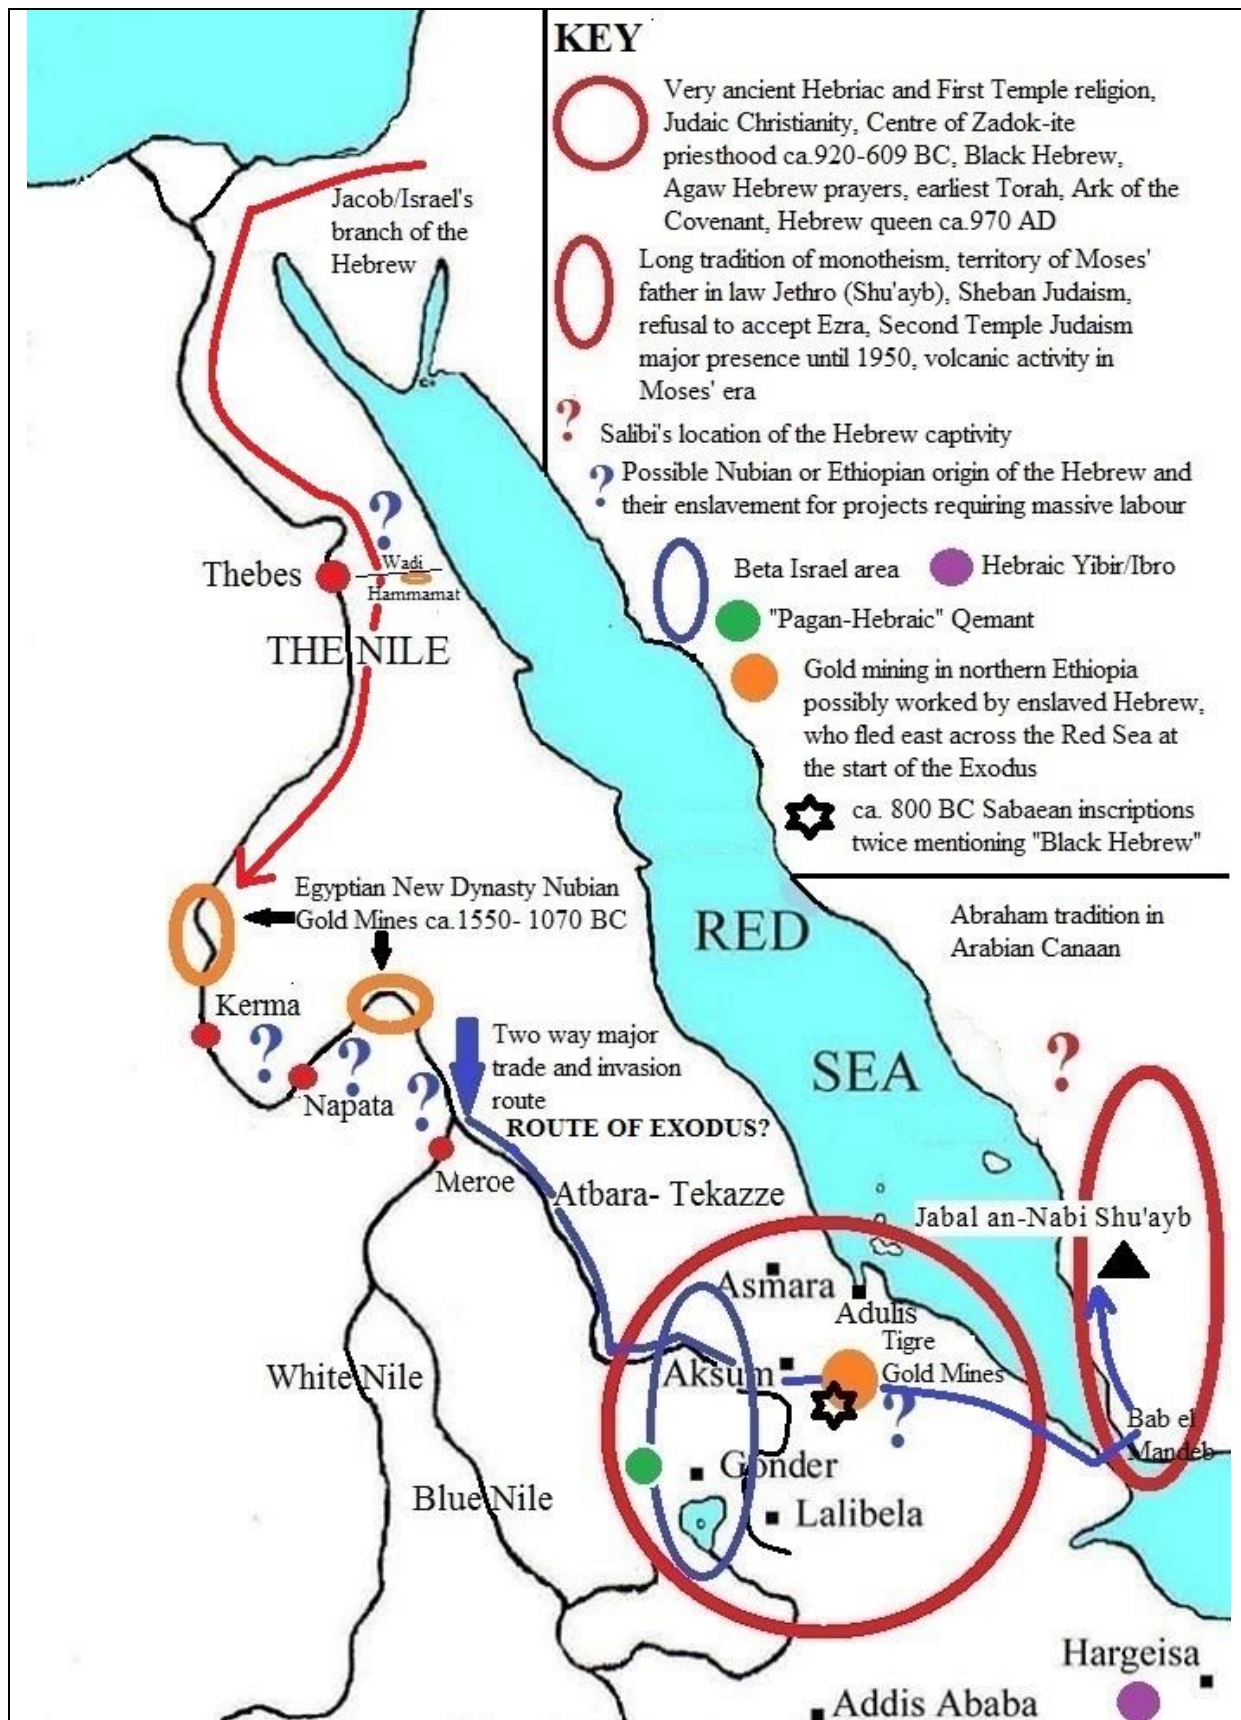 KEY
Very ancient Hebriac and First Temple religion,
Judaic Christianity, Centre of Zadok-ite
priesthood ca.920-609 BC, Black Hebrew,
Agaw Hebrew prayers, earliest Torah, Ark of the
Covenant, Hebrew queen ca.970 AD
Long tradition of monotheism, territory of Moses'
father in law Jethro (Shu'ayb), Sheban Judaism,
refusal to accept Ezra, Second Temple Judaism
major presence until 1950, volcanic activity in
Moses' era
? Salibi's location of the Hebrew captivity
? Possible Nubian or Ethiopian origin of the Hebrew and
their enslavement for projects requiring massive labour
Beta Israel area
Hebraic Yibir/Ibro
"Pagan-Hebraic" Qemant
Gold mining in northern Ethiopia
possibly worked by enslaved Hebrew,
who fled east across the Red Sea at
the start of the Exodus
ca. 800 BC Sabaean inscriptions
twice mentioning "Black Hebrew"
Jacob/Israel's
branch of the
Hebrew
?
Thebes
Wadi
Hammamat
THE NILE
Egyptian New Dynasty Nubian
Gold Mines ca.1550- 1070 BC
RED
SEA
Abraham tradition in
Arabian Canaan
?
Kerma
?
Napata
?
?
Meroe
Two way major
trade and invasion
route
ROUTE OF EXODUS?
Atbara- Tekazze
Jabal an-Nabi Shu'ayb
Asmara
Adulis
Tigre
Gold Mines
Aksum
?
Bab el
Mandeb
White Nile
Blue Nile
Gonder
Lalibela
Hargeisa
Addis Ababa